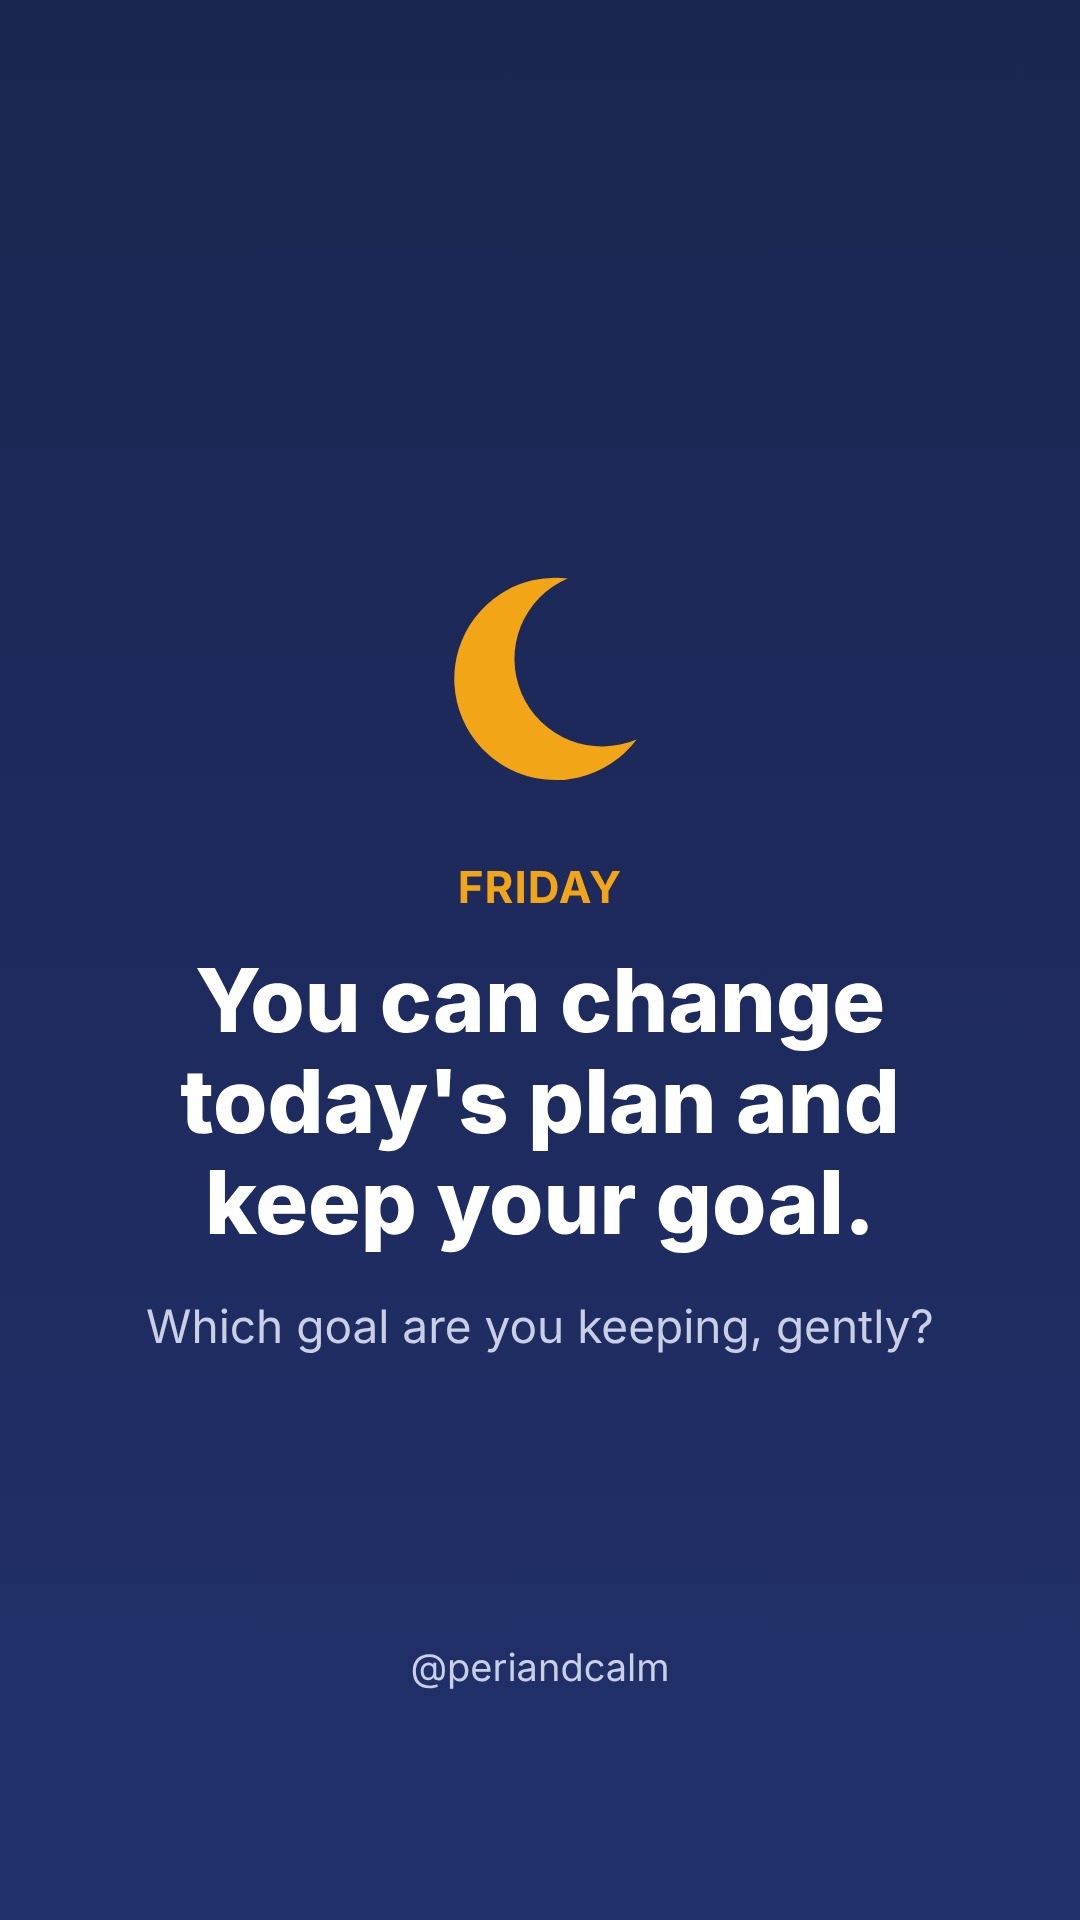 FRIDAY
You can change
today's plan and
keep your goal.
Which goal are you keeping, gently?
@periandcalm